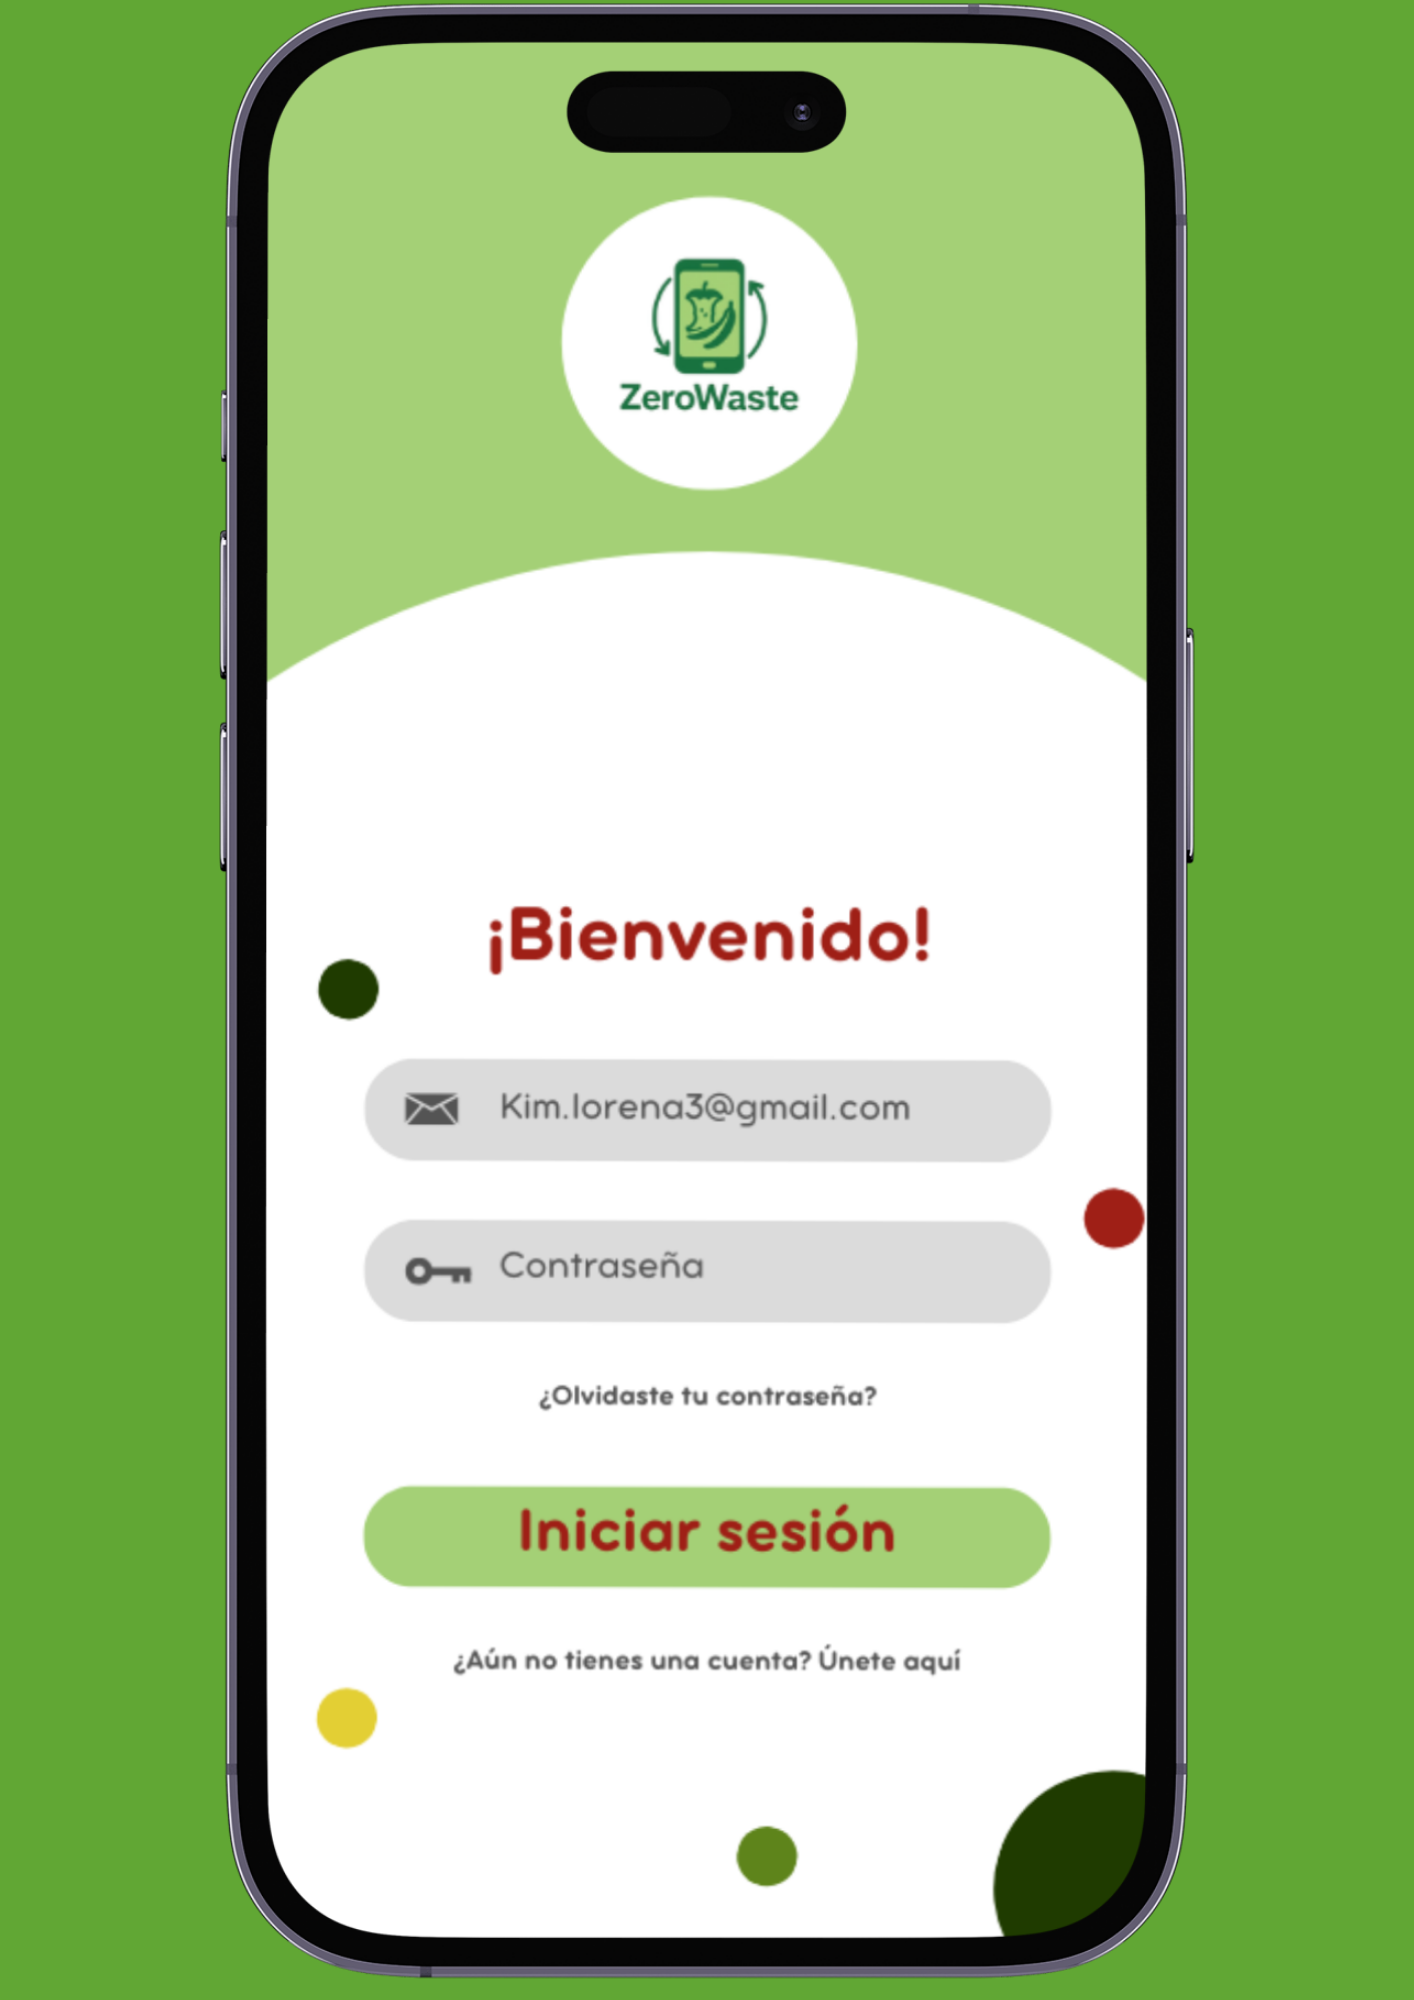 ZeroWaste
¡Bienvenido!
Kim.lorena3@gmail.com
Contraseña
¿Olvidaste tu contraseña?
Iniciar sesión
¿Aún no tienes una cuenta? Únete aquí